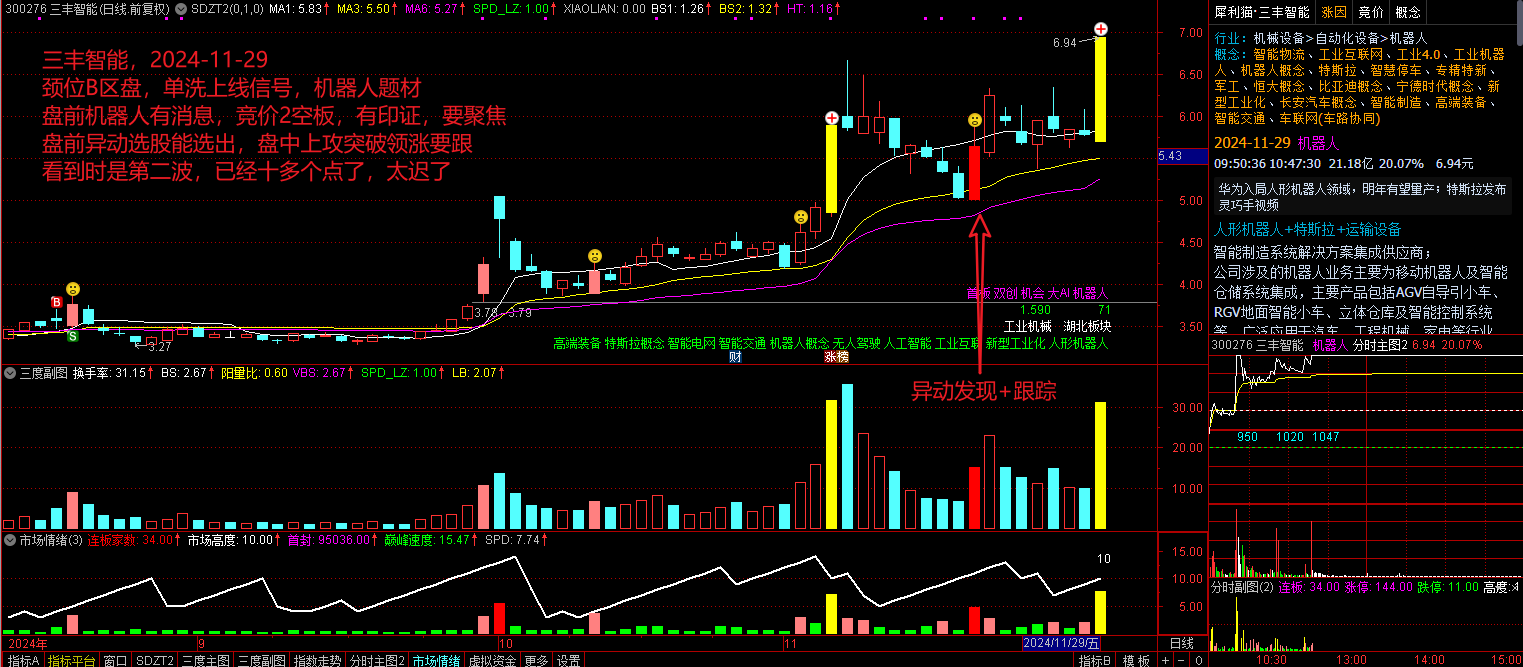 300276 三丰智能(日线.前复权) SDZT2(0,1,0) MA1: 5.83↑ MA3: 5.50↑ MA6: 5.27↑ SPD_LZ: 1.00↑ XIAOLIAN: 0.00 BS1: 1.26↑ BS2: 1.32↑ HT: 1.16↑
三丰智能，2024-11-29
颈位B区盘，单洗上线信号，机器人题材
盘前机器人有消息，竞价2空板，有印证，要聚焦
盘前异动选股能选出，盘中上攻突破领涨要跟
看到时是第二波，已经十多个点了，太迟了
6.94
7.00
6.50
6.00
5.43
5.00
4.50
4.00
3.50
B
S
3.27
3.78
3.79
首板 双创 机会 大AI 机器人
1.590 71
工业机械 湖北板块
高端装备 特斯拉概念 智能电网 智能交通 机器人概念 无人驾驶 人工智能 工业互联 新型工业化 人形机器人
财 涨榜
异动发现+跟踪
三度副图 换手率: 31.15↑ BS: 2.67↑ 阳量比: 0.60 VBS: 2.67↑ SPD_LZ: 1.00↑ LB: 2.07↑
30.00
20.00
10.00
市场情绪(3) 连板家数: 34.00↑ 市场高度: 10.00↑ 首封: 95036.00↑ 巅峰速度: 15.47↑ SPD: 7.74↑
10
15.00
10.00
5.00
2024年 9 10 11 2024/11/29/五 日线
指标A 指标平台 窗口 SDZT2 三度主图 三度副图 指数走势 分时主图2 市场情绪 虚拟资金 更多 设置 指标B 模板 + − 0
犀利猫·三丰智能 涨因 竞价 概念
行业: 机械设备>自动化设备>机器人
概念: 智能物流、工业互联网、工业4.0、工业机器
人、机器人概念、特斯拉、智慧停车、专精特新、
军工、恒大概念、比亚迪概念、宁德时代概念、新
型工业化、长安汽车概念、智能制造、高端装备、
智能交通、车联网(车路协同)
2024-11-29 机器人
09:50:36 10:47:30 21.18亿 20.07% 6.94元
华为入局人形机器人领域，明年有望量产；特斯拉发布
灵巧手视频
人形机器人+特斯拉+运输设备
智能制造系统解决方案集成供应商；
公司涉及的机器人业务主要为移动机器人及智能
仓储系统集成，主要产品包括AGV自导引小车、
RGV地面智能小车、立体仓库及智能控制系统
等，广泛应用于汽车、工程机械、家电等行业
300276 三丰智能 机器人 分时主图2 6.94 20.07%
950 1020 1047
分时副图(2) 连板: 34.00 涨停: 144.00 跌停: 11.00 高度: 4
10:30 13:00 14:00 15:00